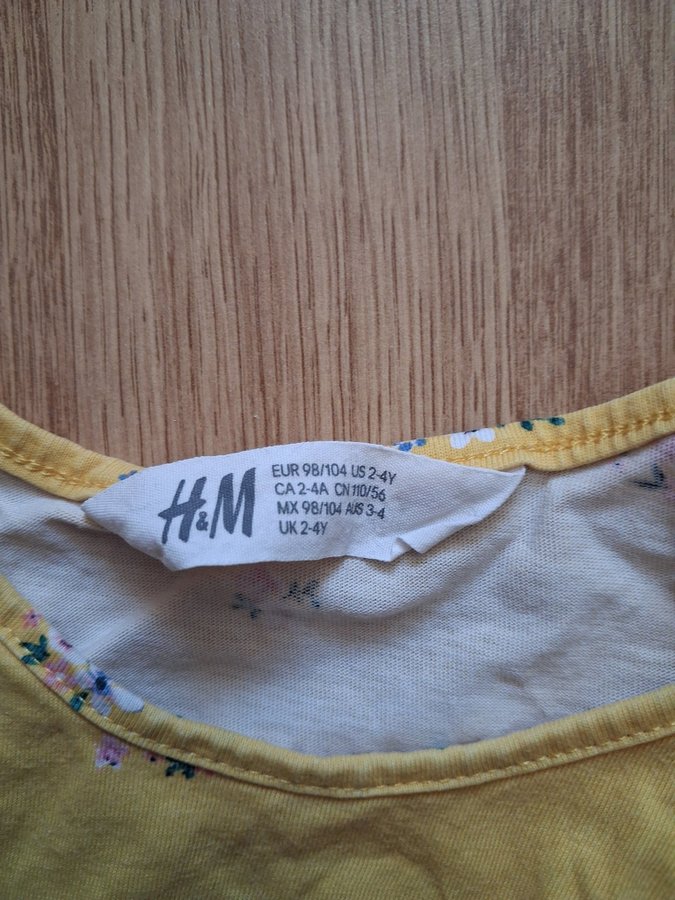 H&M
EUR 98/104 US 2-4Y
CA 2-4A CN 110/56
MX 98/104 AUS 3-4
UK 2-4Y